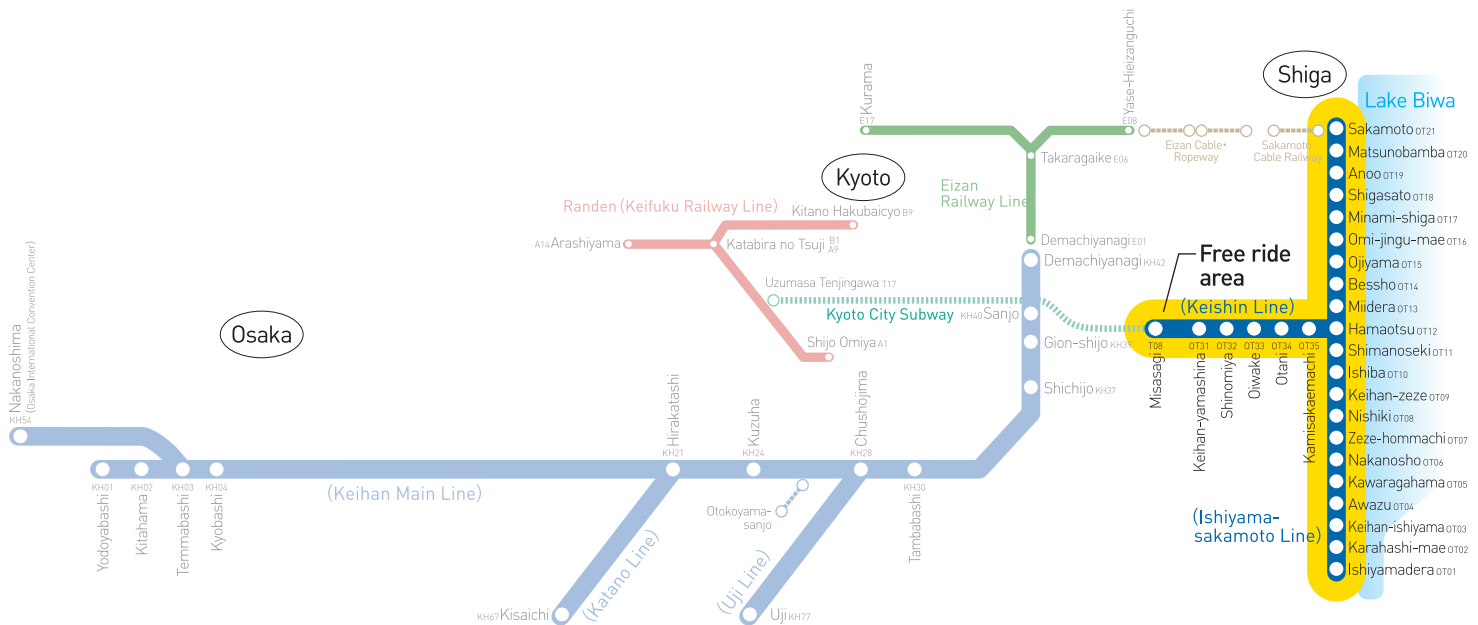 Shiga
Lake Biwa
Kurama
E17
Yase-Hieizanguchi
E08
Takaragaike E06
Eizan Cable•
Ropeway
Sakamoto
Cable Railway
Kyoto
Eizan
Railway Line
Randen (Keifuku Railway Line)
Kitano Hakubaicyo B9
A14 Arashiyama
Katabira no Tsuji B1
A9
Demachiyanagi E01
Demachiyanagi KH42
Uzumasa Tenjingawa T17
Kyoto City Subway
KH40 Sanjo
Gion-shijo KH39
Shijo Omiya A1
Shichijo KH37
Free ride
area
(Keishin Line)
T08
Misasagi
OT31
Keihan-yamashina
OT32
Shinomiya
OT33
Oiwake
OT34
Otani
OT35
Kamisakaemachi
Sakamoto OT21
Matsunobamba OT20
Anoo OT19
Shigasato OT18
Minami-shiga OT17
Omi-jingu-mae OT16
Ojiyama OT15
Bessho OT14
Miidera OT13
Hamaotsu OT12
Shimanoseki OT11
Ishiba OT10
Keihan-zeze OT09
Nishiki OT08
Zeze-hommachi OT07
Nakanosho OT06
Kawaragahama OT05
Awazu OT04
Keihan-ishiyama OT03
Karahashi-mae OT02
Ishiyamadera OT01
(Ishiyama-
sakamoto Line)
Osaka
Nakanoshima
(Osaka International Convention Center)
KH54
KH01
Yodoyabashi
KH02
Kitahama
KH03
Temmabashi
KH04
Kyobashi
(Keihan Main Line)
Hirakatashi
KH21
Kuzuha
KH24
Chushojima
KH28
KH30
Tambabashi
Otokoyama-
sanjo
(Katano Line)
KH67 Kisaichi
(Uji Line)
Uji KH77